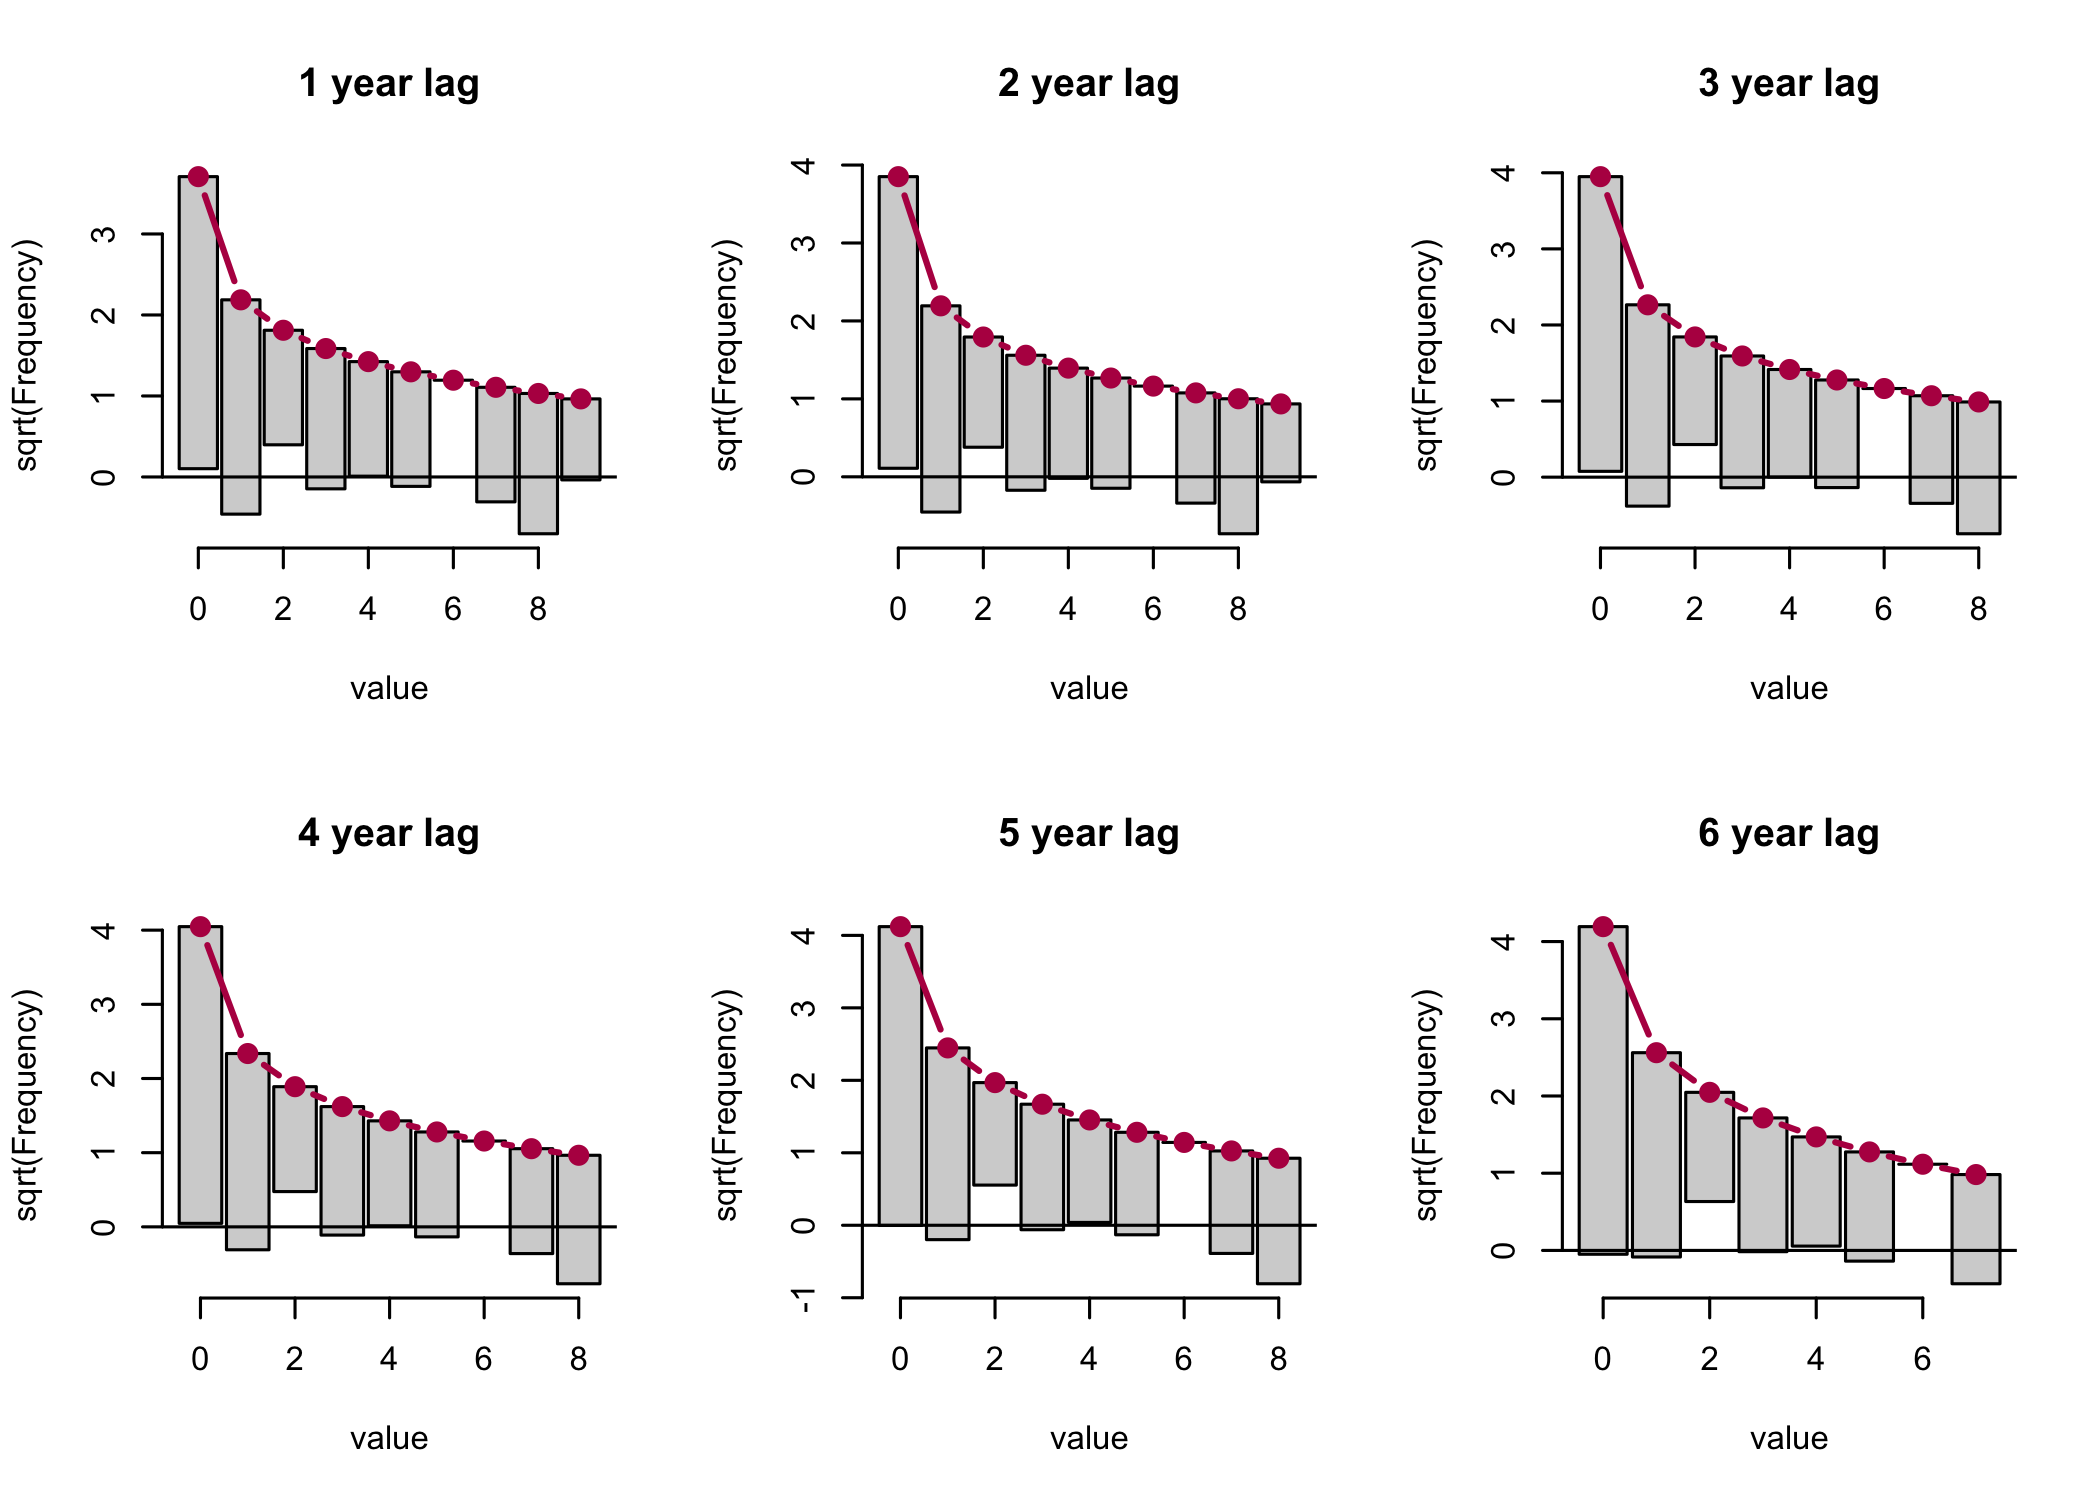 1 year lag
sqrt(Frequency)
3
2
1
0
0 2 4 6 8
value
2 year lag
sqrt(Frequency)
4
3
2
1
0
0 2 4 6 8
value
3 year lag
sqrt(Frequency)
4
3
2
1
0
0 2 4 6 8
value
4 year lag
sqrt(Frequency)
4
3
2
1
0
0 2 4 6 8
value
5 year lag
sqrt(Frequency)
4
3
2
1
0
-1
0 2 4 6 8
value
6 year lag
sqrt(Frequency)
4
3
2
1
0
0 2 4 6
value